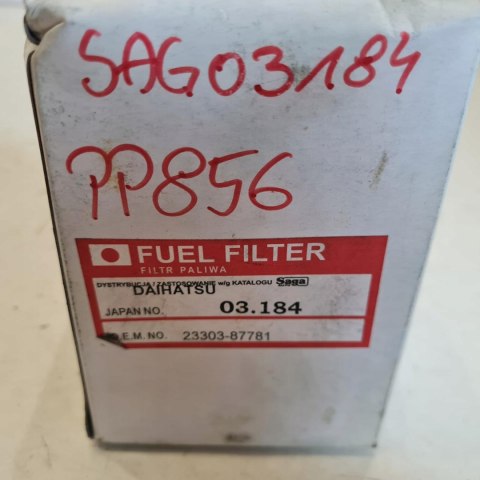 SAG03184
PP856
FUEL FILTER
FILTR PALIWA
DYSTRYBUCJA / ZASTOSOWANIE w/g KATALOGU Saga
DAIHATSU
JAPAN NO. 03.184
O.E.M. NO. 23303-87781